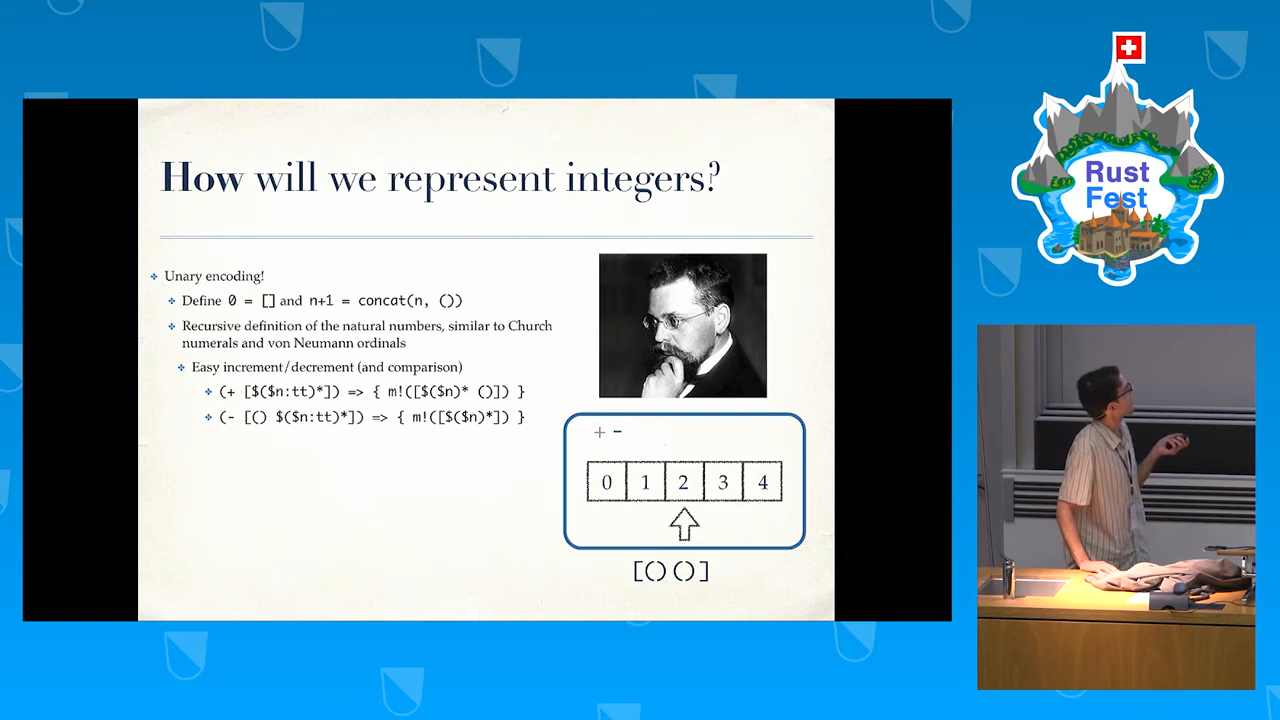 How will we represent integers?
Unary encoding!
Define 0 = [] and n+1 = concat(n, ())
Recursive definition of the natural numbers, similar to Church
numerals and von Neumann ordinals
Easy increment/decrement (and comparison)
(+ [$($n:tt)*]) => { m!([$($n)* ()]) }
(- [() $($n:tt)*]) => { m!([$($n)*]) }
+ -
0 1 2 3 4
[() ()]
Rust
Fest